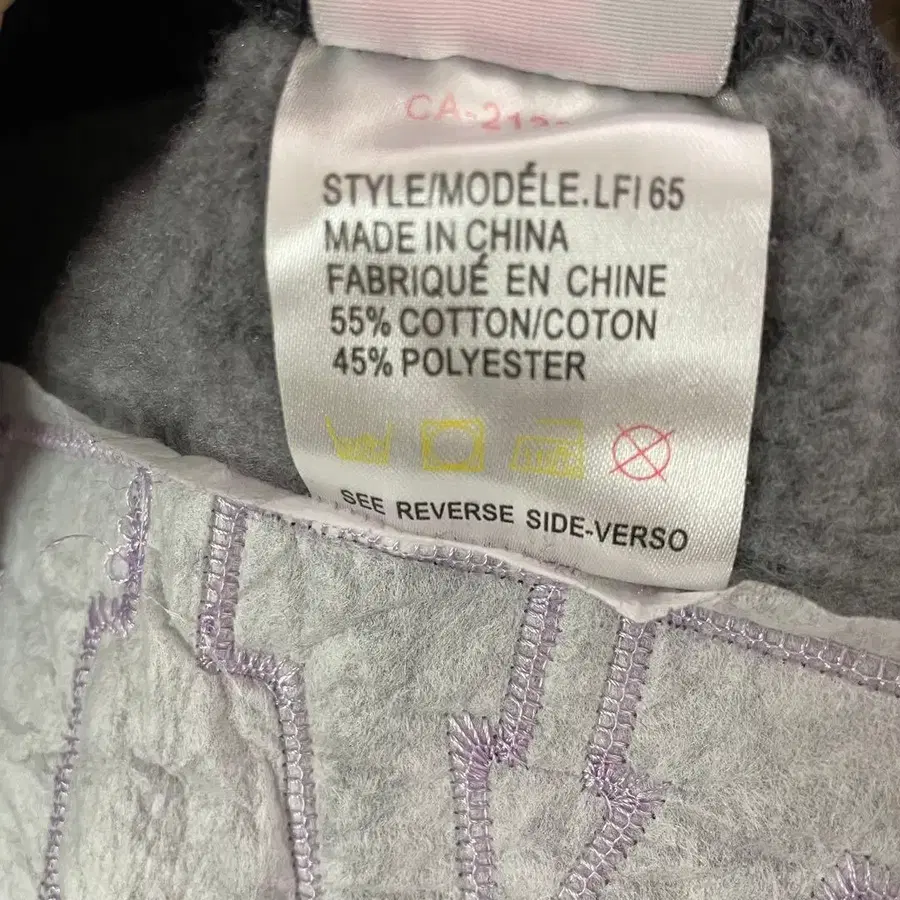 STYLE/MODÉLE.LFI 65
MADE IN CHINA
FABRIQUÉ EN CHINE
55% COTTON/COTON
45% POLYESTER
SEE REVERSE SIDE-VERSO